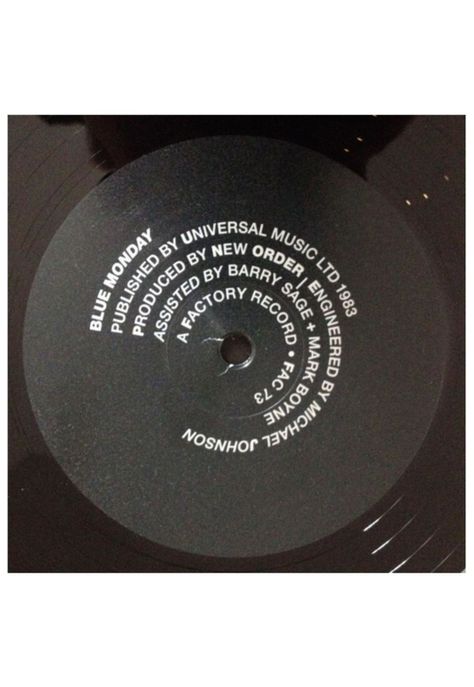 BLUE MONDAY
PUBLISHED BY UNIVERSAL MUSIC LTD 1983
PRODUCED BY NEW ORDER | ENGINEERED BY MICHAEL JOHNSON
ASSISTED BY BARRY SAGE + MARK BOYNE
A FACTORY RECORD • FAC 73